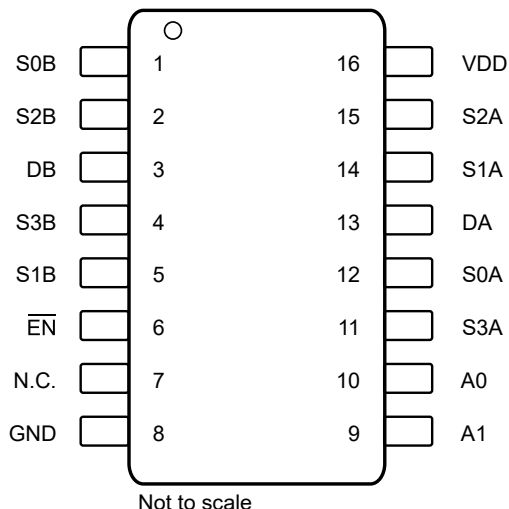 S0B 1 16 VDD
S2B 2 15 S2A
DB 3 14 S1A
S3B 4 13 DA
S1B 5 12 S0A
E̅N̅ 6 11 S3A
N.C. 7 10 A0
GND 8 9 A1
Not to scale